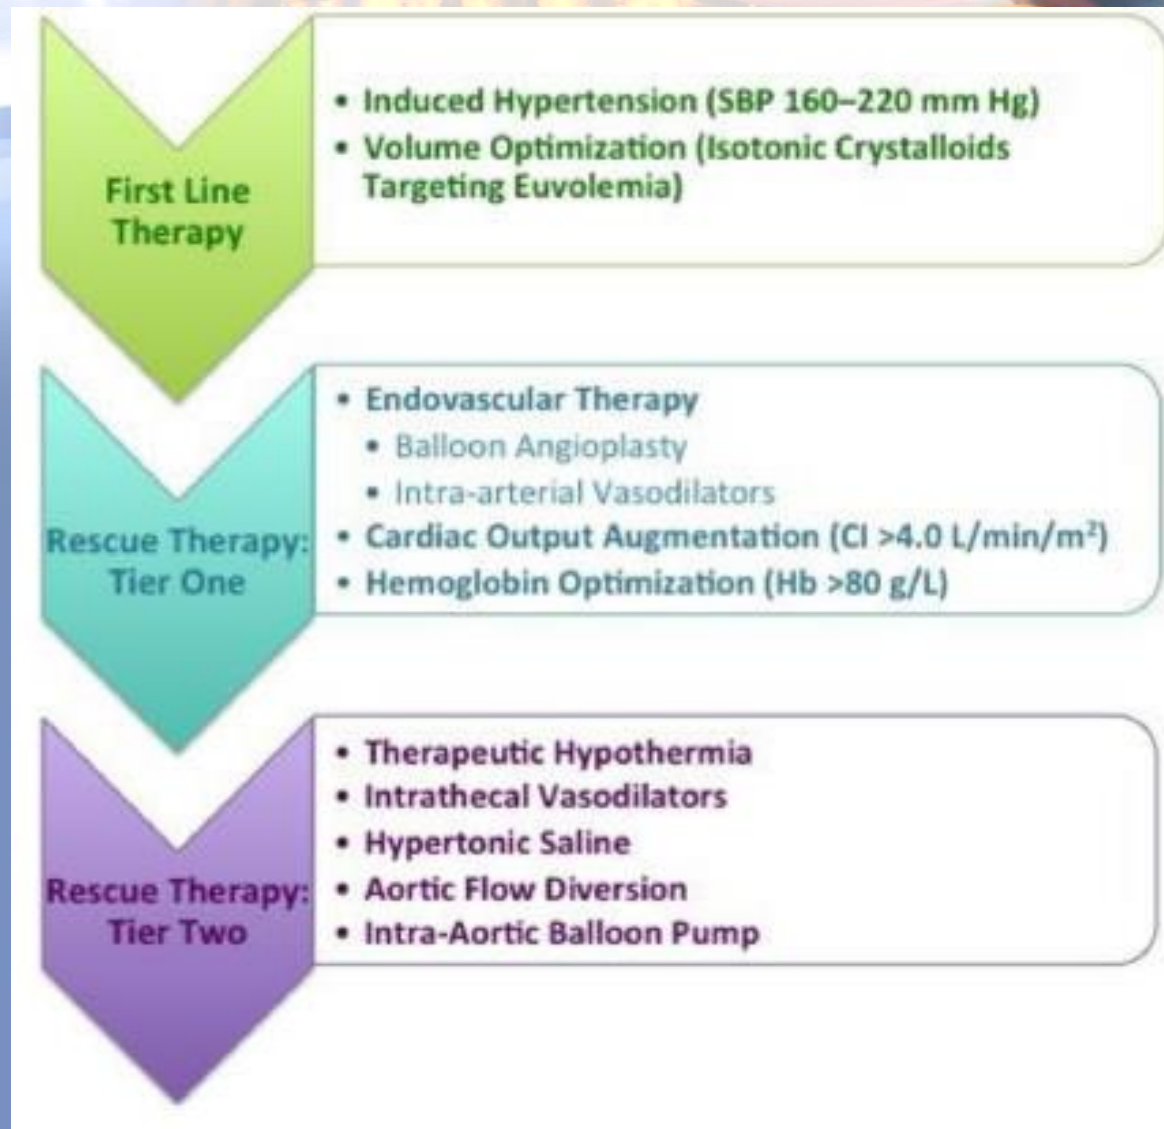 First Line
Therapy
• Induced Hypertension (SBP 160–220 mm Hg)
• Volume Optimization (Isotonic Crystalloids
Targeting Euvolemia)
Rescue Therapy:
Tier One
• Endovascular Therapy
• Balloon Angioplasty
• Intra-arterial Vasodilators
• Cardiac Output Augmentation (CI >4.0 L/min/m²)
• Hemoglobin Optimization (Hb >80 g/L)
Rescue Therapy:
Tier Two
• Therapeutic Hypothermia
• Intrathecal Vasodilators
• Hypertonic Saline
• Aortic Flow Diversion
• Intra-Aortic Balloon Pump